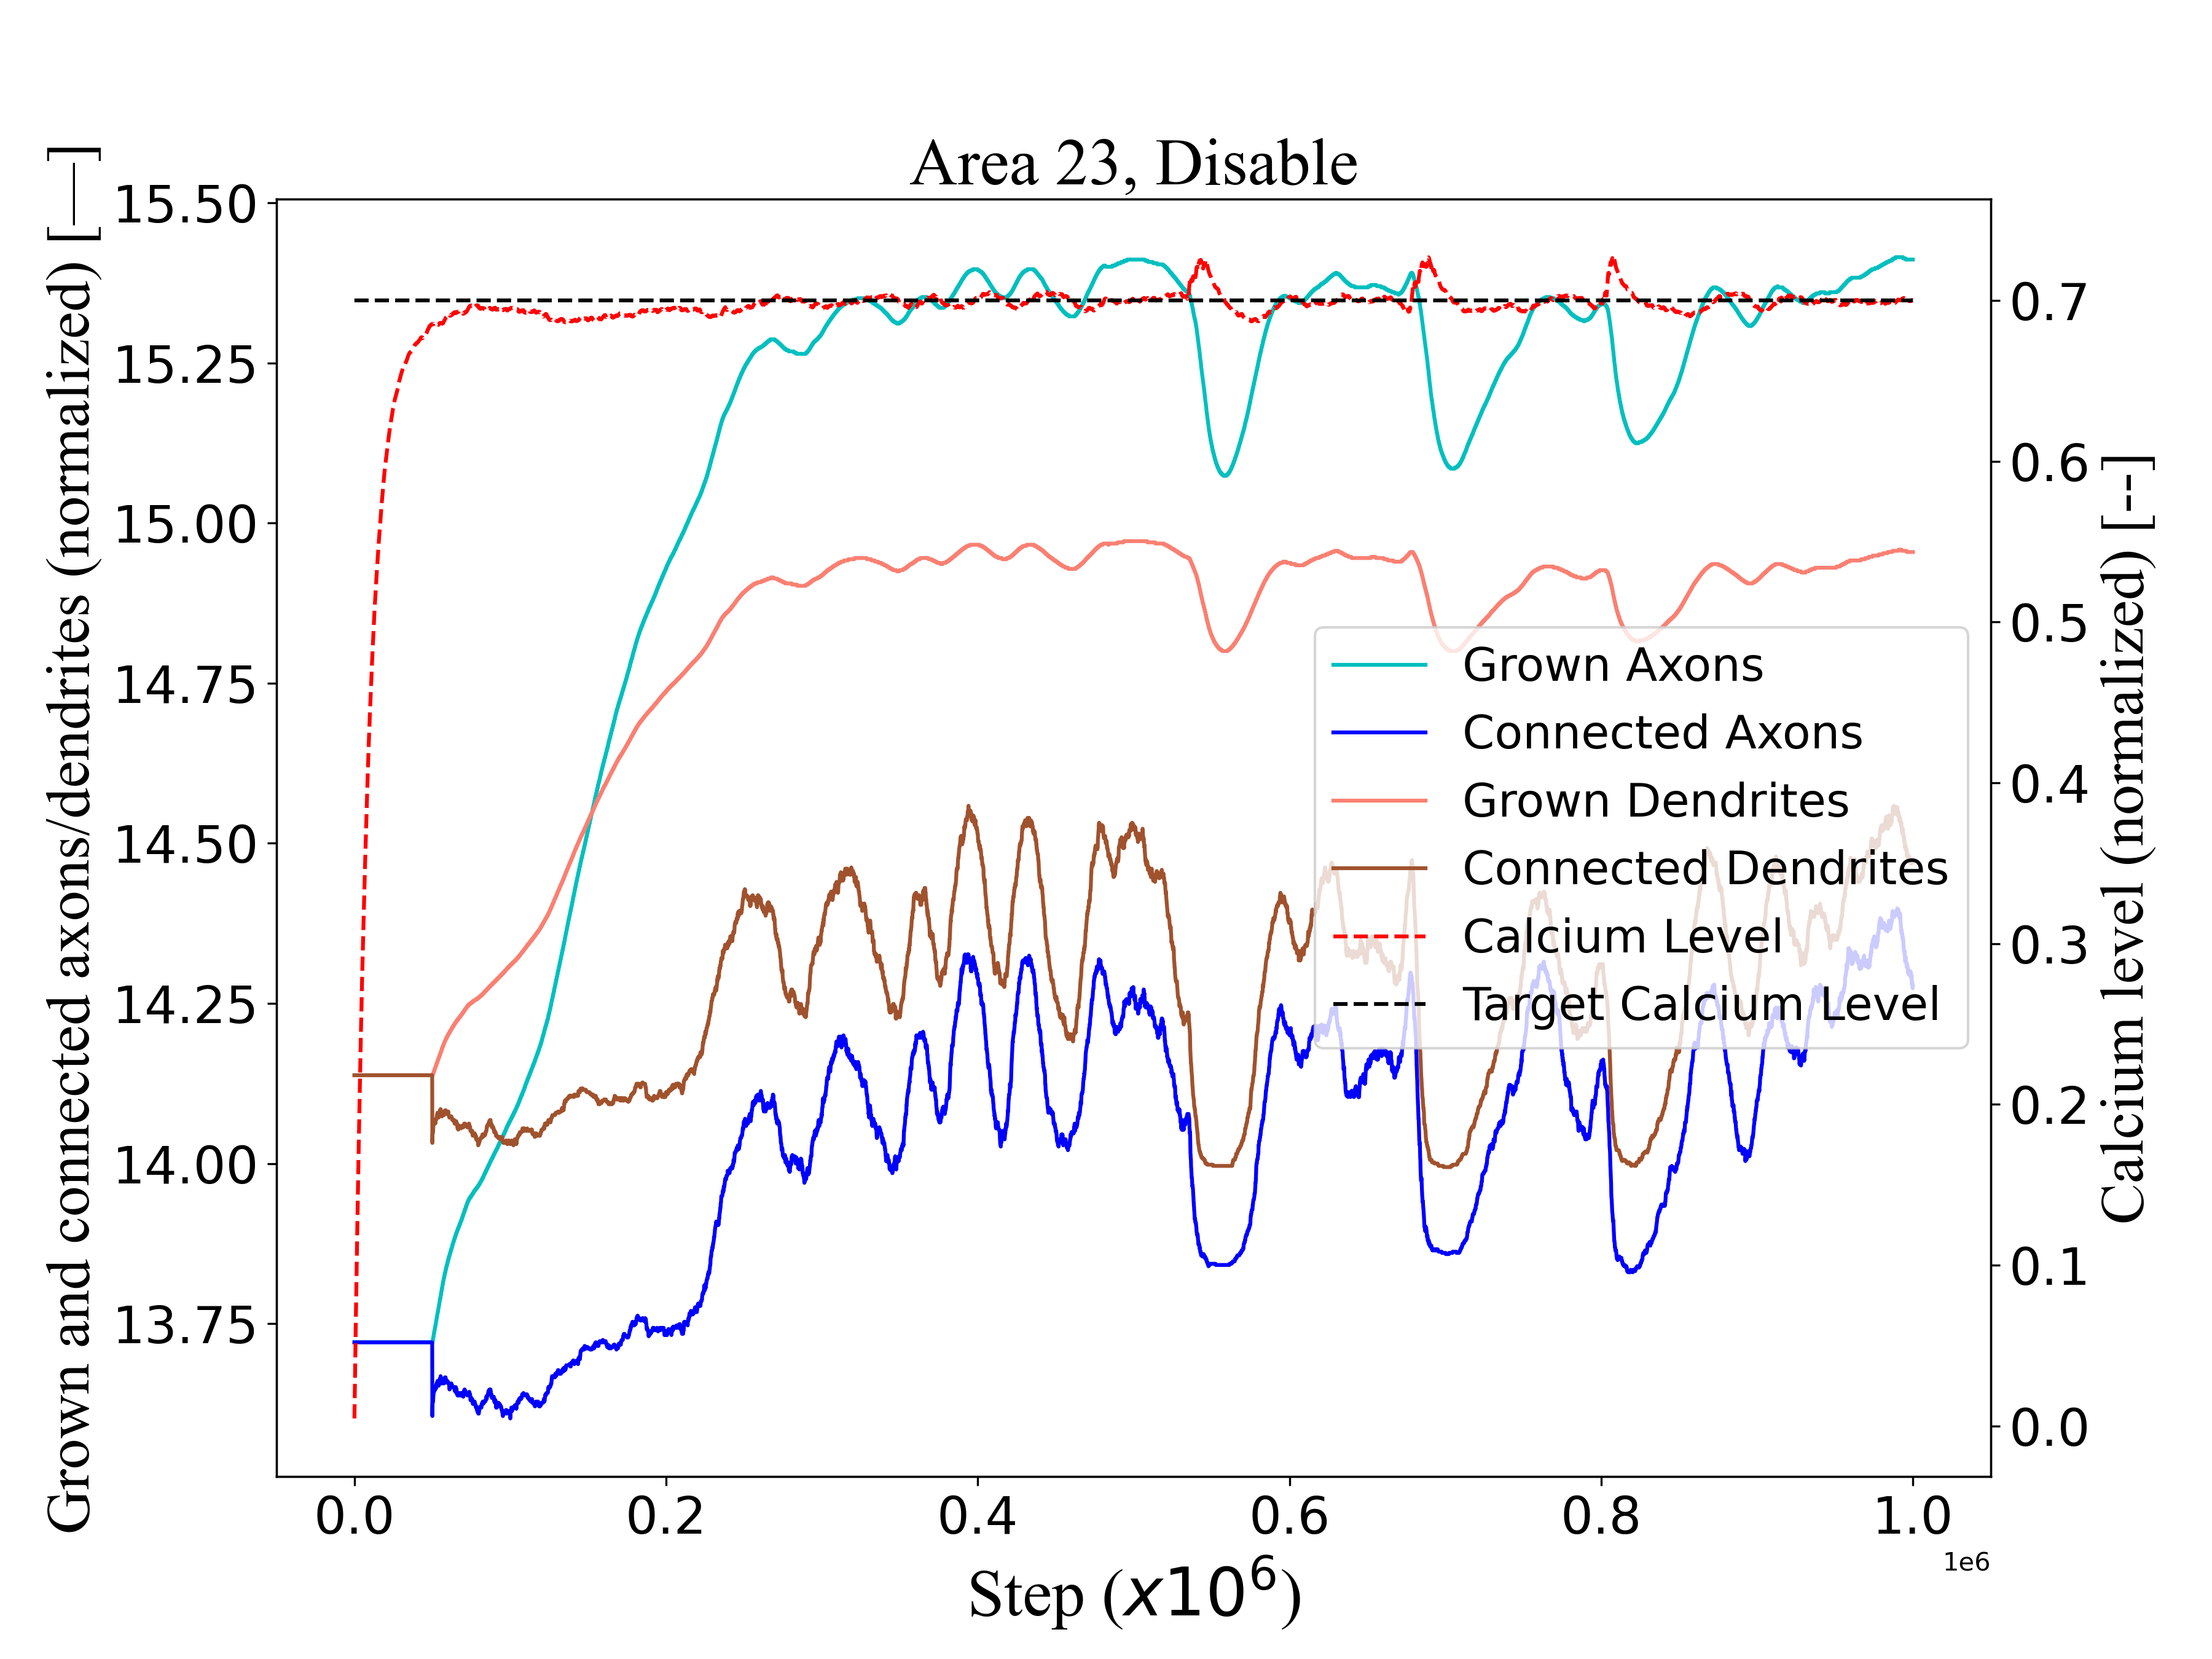 Area 23, Disable
Grown and connected axons/dendrites (normalized) [—]
15.50
15.25
15.00
14.75
14.50
14.25
14.00
13.75
Grown Axons
Connected Axons
Grown Dendrites
Connected Dendrites
Calcium Level
Target Calcium Level
0.7
0.6
0.5
0.4
0.3
0.2
0.1
0.0
Calcium level (normalized) [--]
0.0 0.2 0.4 0.6 0.8 1.0
1e6
Step (x10⁶)